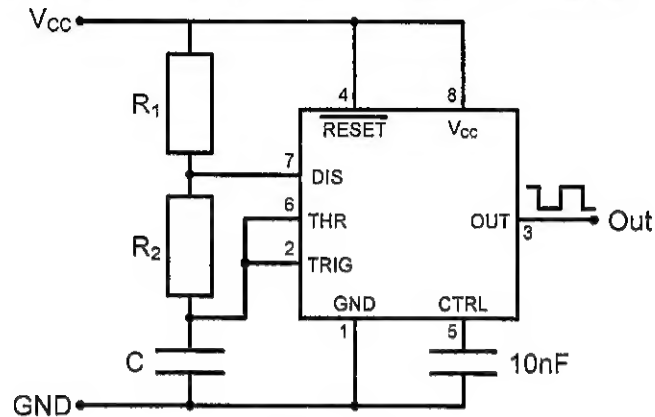 Vcc
R1
4
8
RESET
Vcc
7
DIS
6
THR
R2
2
TRIG
OUT
3
Out
GND
CTRL
1
5
C
10nF
GND